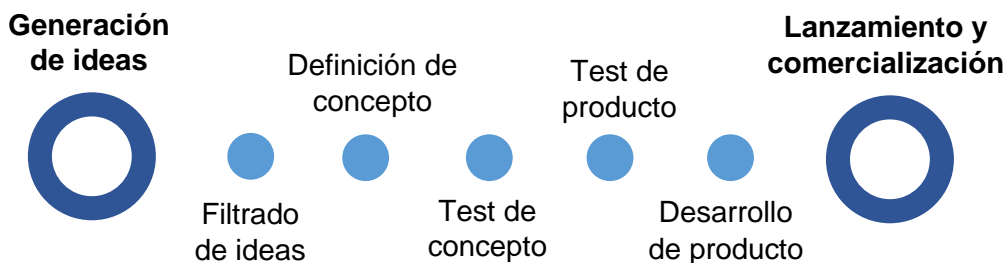 Generación
de ideas
Filtrado
de ideas
Definición de
concepto
Test de
concepto
Test de
producto
Desarrollo
de producto
Lanzamiento y
comercialización